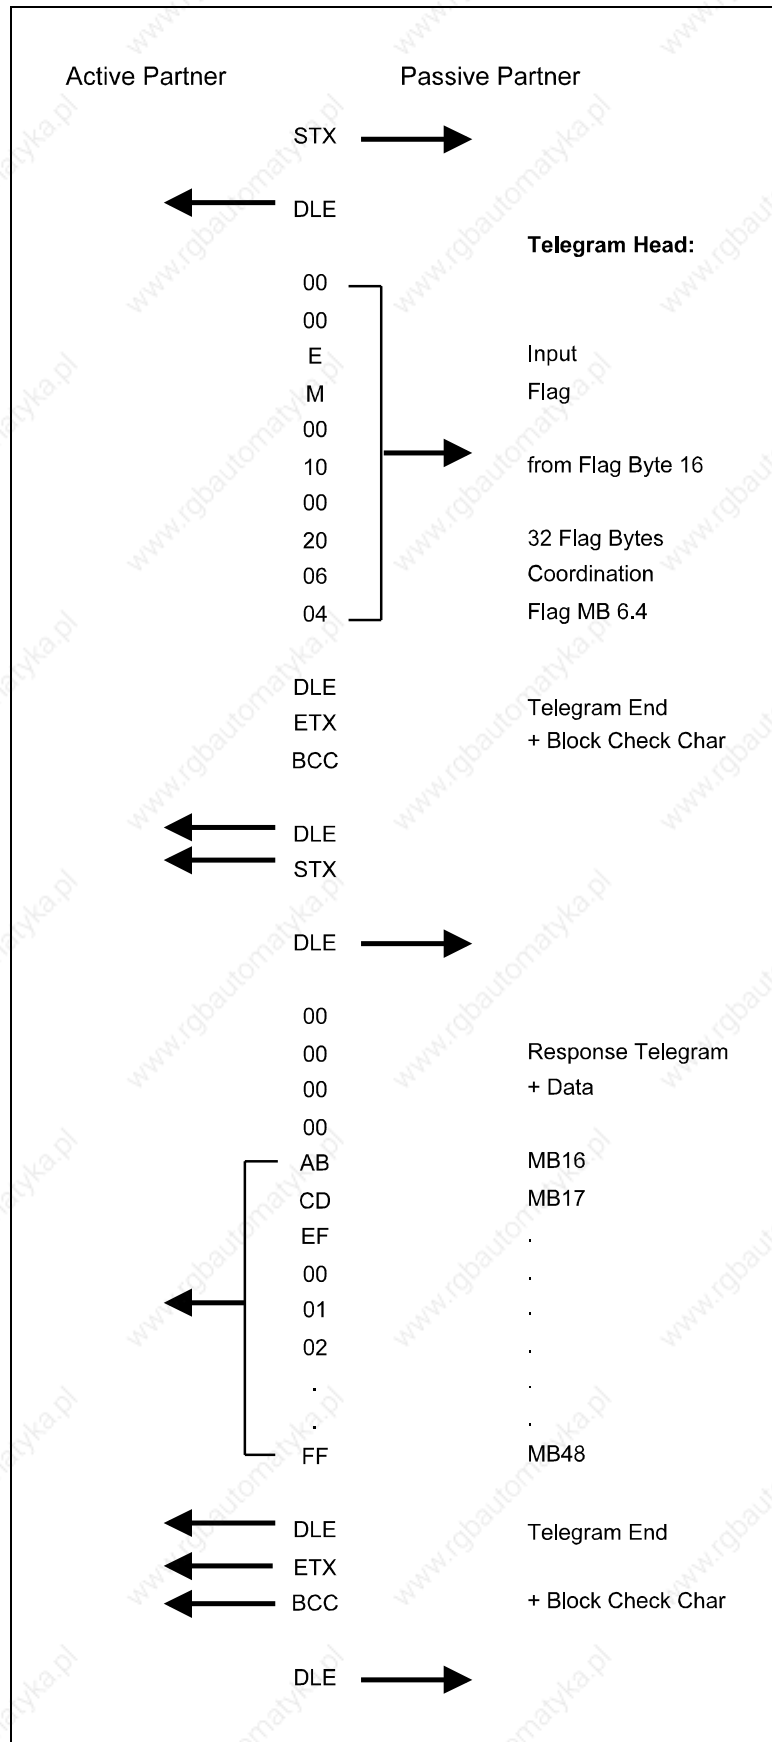 Active Partner Passive Partner
STX
DLE
Telegram Head:
00
00
E Input
M Flag
00
10 from Flag Byte 16
00
20 32 Flag Bytes
06 Coordination
04 Flag MB 6.4
DLE
Telegram End
ETX
+ Block Check Char
BCC
DLE
STX
DLE
00
00 Response Telegram
00 + Data
00
AB MB16
CD MB17
EF .
00 .
01 .
02 .
. .
. .
FF MB48
DLE Telegram End
ETX
BCC + Block Check Char
DLE
www.rgbautomatyka.pl